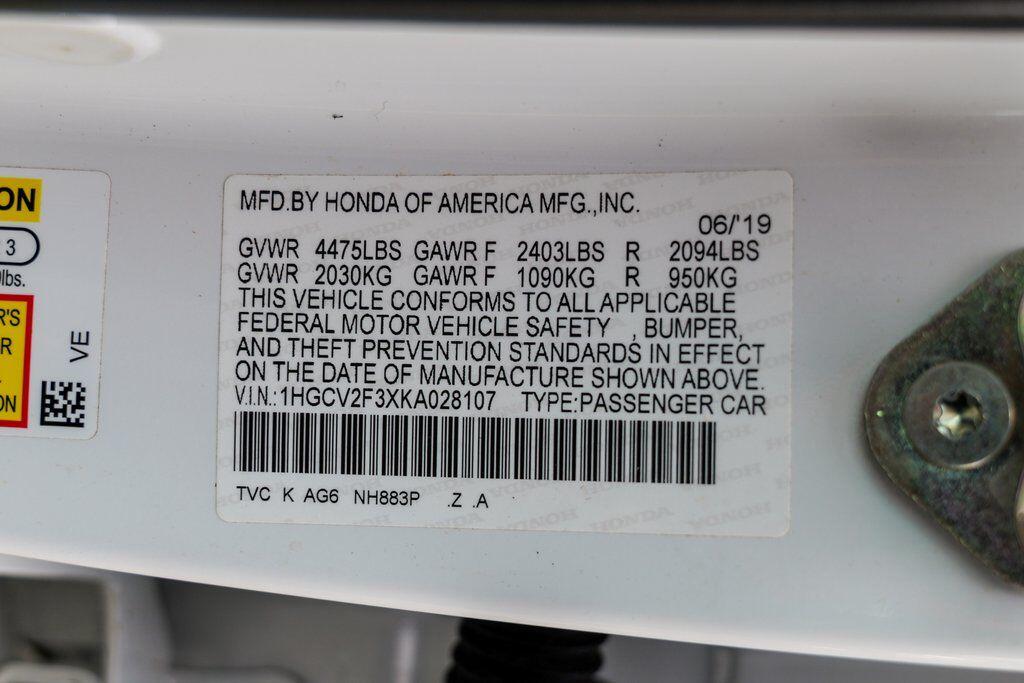 MFD.BY HONDA OF AMERICA MFG.,INC.
06/'19
GVWR 4475LBS GAWR F 2403LBS R 2094LBS
GVWR 2030KG GAWR F 1090KG R 950KG
THIS VEHICLE CONFORMS TO ALL APPLICABLE
FEDERAL MOTOR VEHICLE SAFETY , BUMPER,
AND THEFT PREVENTION STANDARDS IN EFFECT
ON THE DATE OF MANUFACTURE SHOWN ABOVE.
V.I.N.:1HGCV2F3XKA028107 TYPE:PASSENGER CAR
TVC K AG6 NH883P .Z .A
ON
3
lbs.
R'S
R
ON
VE